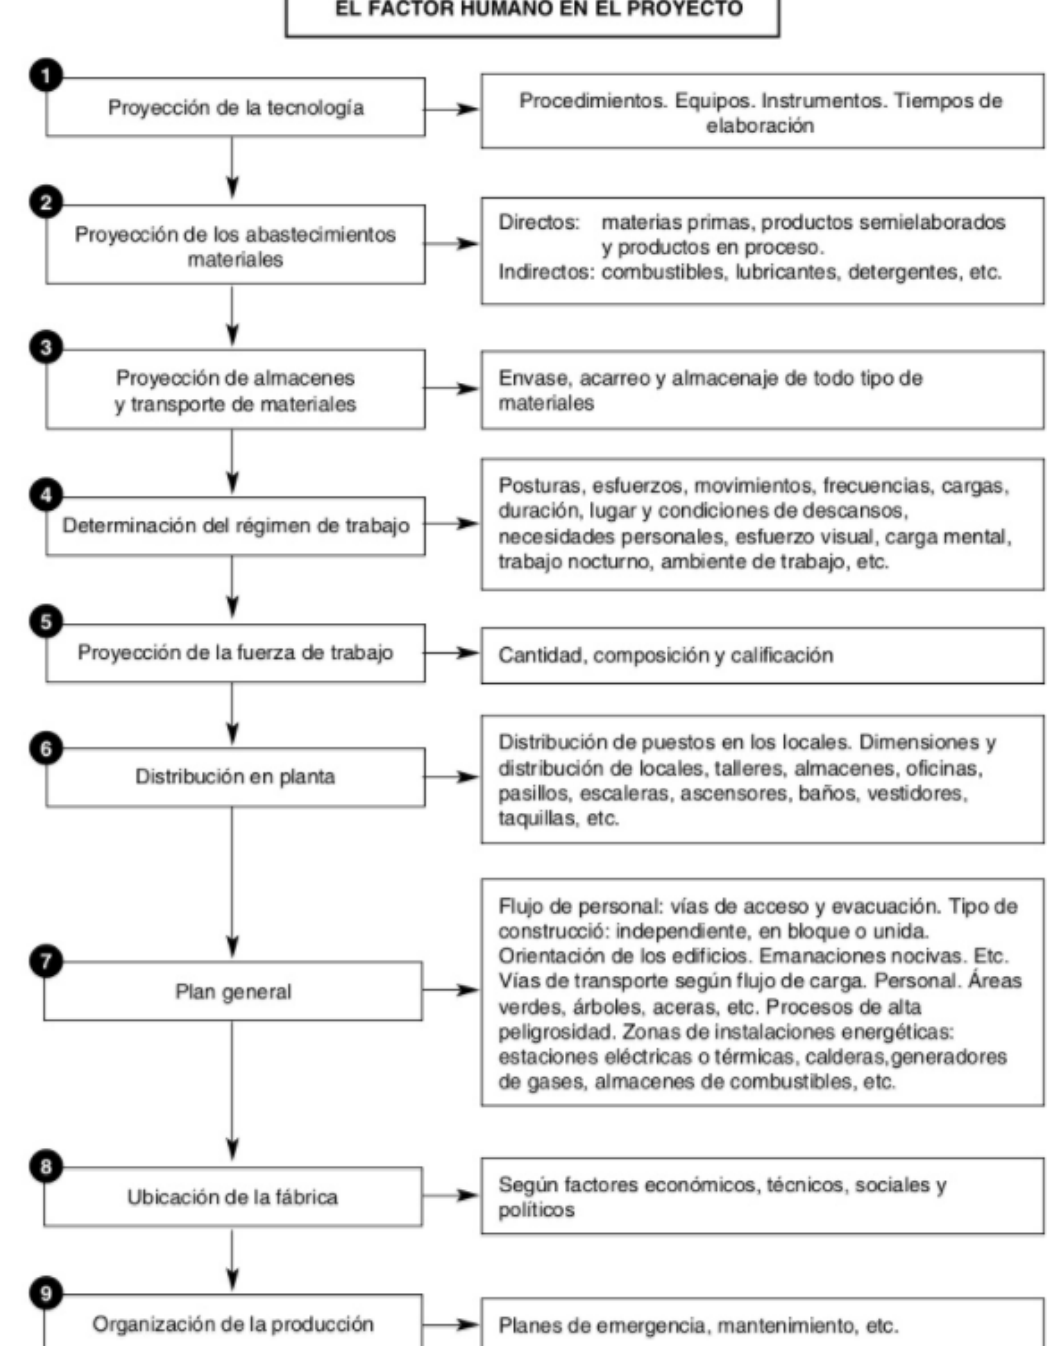 EL FACTOR HUMANO EN EL PROYECTO
1
Proyección de la tecnología
Procedimientos. Equipos. Instrumentos. Tiempos de
elaboración
2
Proyección de los abastecimientos
materiales
Directos: materias primas, productos semielaborados
y productos en proceso.
Indirectos: combustibles, lubricantes, detergentes, etc.
3
Proyección de almacenes
y transporte de materiales
Envase, acarreo y almacenaje de todo tipo de
materiales
4
Determinación del régimen de trabajo
Posturas, esfuerzos, movimientos, frecuencias, cargas,
duración, lugar y condiciones de descansos,
necesidades personales, esfuerzo visual, carga mental,
trabajo nocturno, ambiente de trabajo, etc.
5
Proyección de la fuerza de trabajo
Cantidad, composición y calificación
6
Distribución en planta
Distribución de puestos en los locales. Dimensiones y
distribución de locales, talleres, almacenes, oficinas,
pasillos, escaleras, ascensores, baños, vestidores,
taquillas, etc.
7
Plan general
Flujo de personal: vías de acceso y evacuación. Tipo de
construcció: independiente, en bloque o unida.
Orientación de los edificios. Emanaciones nocivas. Etc.
Vías de transporte según flujo de carga. Personal. Áreas
verdes, árboles, aceras, etc. Procesos de alta
peligrosidad. Zonas de instalaciones energéticas:
estaciones eléctricas o térmicas, calderas,generadores
de gases, almacenes de combustibles, etc.
8
Ubicación de la fábrica
Según factores económicos, técnicos, sociales y
políticos
9
Organización de la producción
Planes de emergencia, mantenimiento, etc.